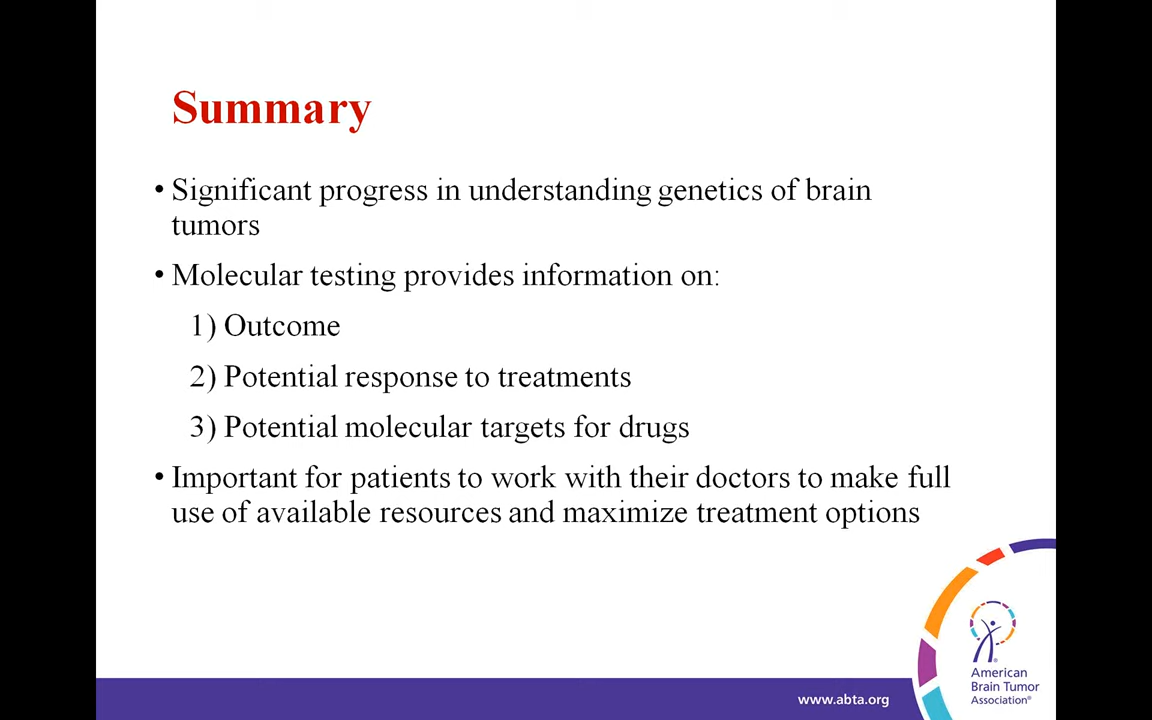 Summary
• Significant progress in understanding genetics of brain
tumors
• Molecular testing provides information on:
1) Outcome
2) Potential response to treatments
3) Potential molecular targets for drugs
• Important for patients to work with their doctors to make full
use of available resources and maximize treatment options
American
Brain Tumor
Association®
www.abta.org